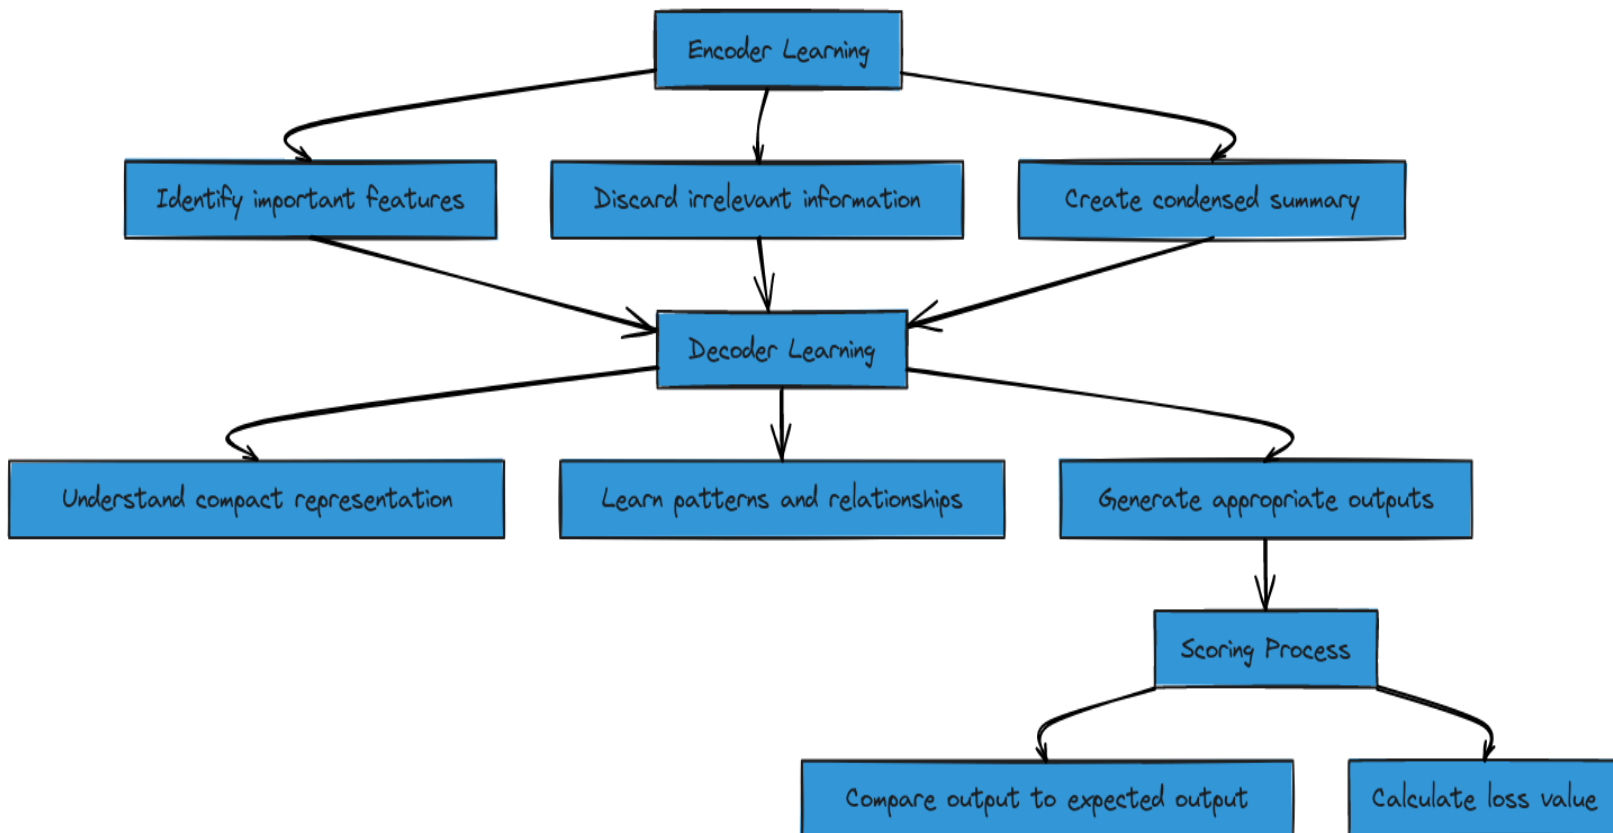 Encoder Learning
Identify important features
Discard irrelevant information
Create condensed summary
Decoder Learning
Understand compact representation
Learn patterns and relationships
Generate appropriate outputs
Scoring Process
Compare output to expected output
Calculate loss value